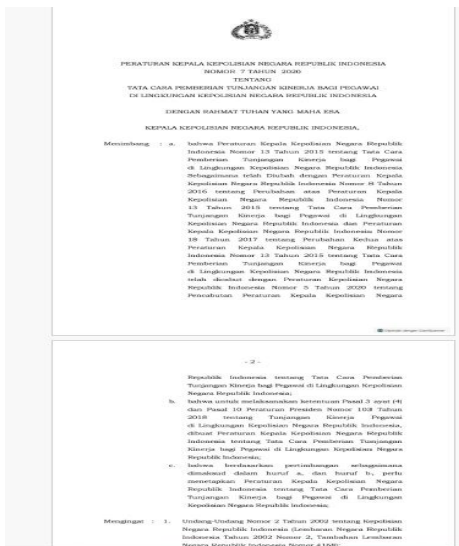 PERATURAN KEPALA KEPOLISIAN NEGARA REPUBLIK INDONESIA
NOMOR 7 TAHUN 2020
TENTANG
TATA CARA PEMBERIAN TUNJANGAN KINERJA BAGI PEGAWAI
DI LINGKUNGAN KEPOLISIAN NEGARA REPUBLIK INDONESIA
DENGAN RAHMAT TUHAN YANG MAHA ESA
KEPALA KEPOLISIAN NEGARA REPUBLIK INDONESIA,
Menimbang : a. bahwa Peraturan Kepala Kepolisian Negara Republik
Indonesia Nomor 13 Tahun 2015 tentang Tata Cara
Pemberian Tunjangan Kinerja bagi Pegawai
di Lingkungan Kepolisian Negara Republik Indonesia
Sebagaimana telah Diubah dengan Peraturan Kepala
Kepolisian Negara Republik Indonesia Nomor 8 Tahun
2016 tentang Perubahan atas Peraturan Kepala
Kepolisian Negara Republik Indonesia Nomor
13 Tahun 2015 tentang Tata Cara Pemberian
Tunjangan Kinerja bagi Pegawai di Lingkungan
Kepolisian Negara Republik Indonesia dan Peraturan
Kepala Kepolisian Negara Republik Indonesia Nomor
18 Tahun 2017 tentang Perubahan Kedua atas
Peraturan Kepala Kepolisian Negara Republik
Indonesia Nomor 13 Tahun 2015 tentang Tata Cara
Pemberian Tunjangan Kinerja bagi Pegawai
di Lingkungan Kepolisian Negara Republik Indonesia
telah dicabut dengan Peraturan Kepolisian Negara
Republik Indonesia Nomor 5 Tahun 2020 tentang
Pencabutan Peraturan Kepala Kepolisian Negara
- 2 -
Republik Indonesia tentang Tata Cara Pemberian
Tunjangan Kinerja bagi Pegawai di Lingkungan Kepolisian
Negara Republik Indonesia;
b. bahwa untuk melaksanakan ketentuan Pasal 3 ayat (4)
dan Pasal 10 Peraturan Presiden Nomor 103 Tahun
2018 tentang Tunjangan Kinerja Pegawai
di Lingkungan Kepolisian Negara Republik Indonesia,
dibuat Peraturan Kepala Kepolisian Negara Republik
Indonesia tentang Tata Cara Pemberian Tunjangan
Kinerja bagi Pegawai di Lingkungan Kepolisian Negara
Republik Indonesia;
c. bahwa berdasarkan pertimbangan sebagaimana
dimaksud dalam huruf a, dan huruf b, perlu
menetapkan Peraturan Kepala Kepolisian Negara
Republik Indonesia tentang Tata Cara Pemberian
Tunjangan Kinerja bagi Pegawai di Lingkungan
Kepolisian Negara Republik Indonesia;
Mengingat : 1. Undang-Undang Nomor 2 Tahun 2002 tentang Kepolisian
Negara Republik Indonesia (Lembaran Negara Republik
Indonesia Tahun 2002 Nomor 2, Tambahan Lembaran
Negara Republik Indonesia Nomor 4168);